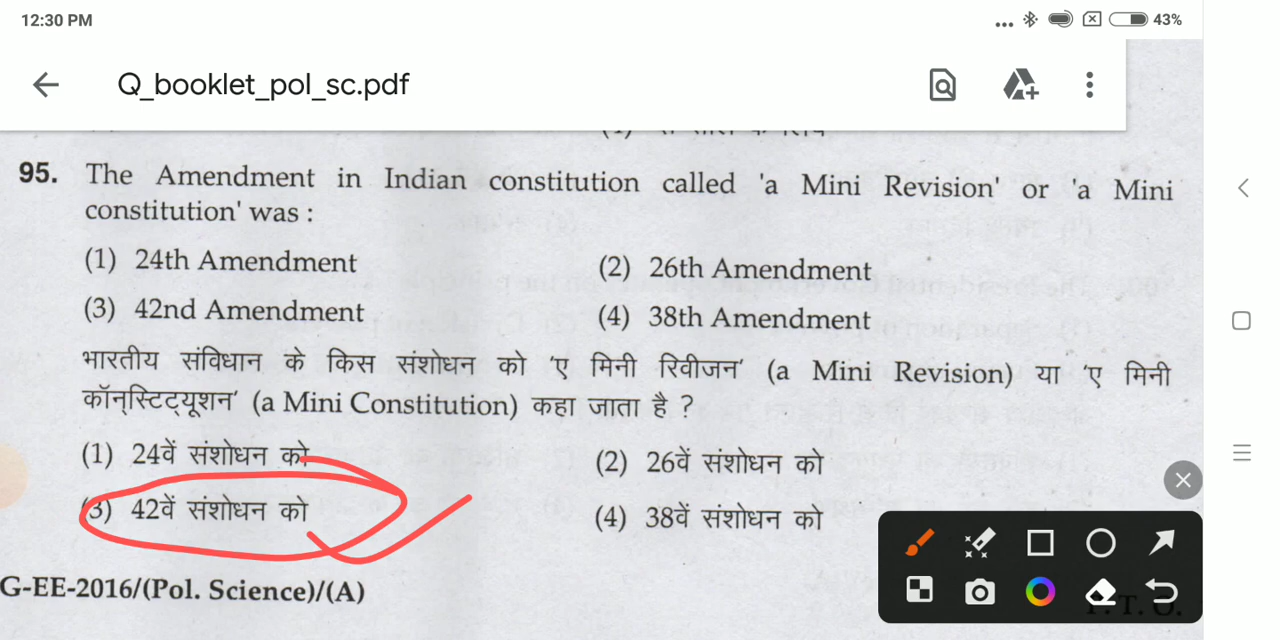 12:30 PM
43%
Q_booklet_pol_sc.pdf
95. The Amendment in Indian constitution called 'a Mini Revision' or 'a Mini
constitution' was :
(1) 24th Amendment (2) 26th Amendment
(3) 42nd Amendment (4) 38th Amendment
भारतीय संविधान के किस संशोधन को 'ए मिनी रिवीजन' (a Mini Revision) या 'ए मिनी
कॉन्स्टिट्यूशन' (a Mini Constitution) कहा जाता है ?
(1) 24वें संशोधन को (2) 26वें संशोधन को
(3) 42वें संशोधन को (4) 38वें संशोधन को
G-EE-2016/(Pol. Science)/(A) P. T. O.